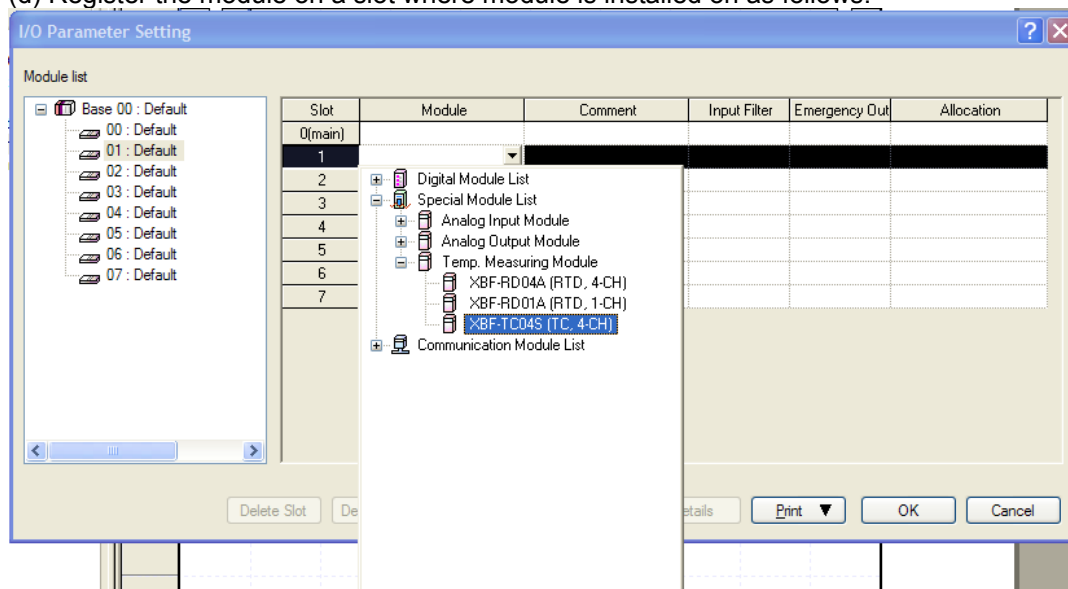 (d) Register the module on a slot where module is installed on as follows.
I/O Parameter Setting
Module list
Base 00 : Default
00 : Default
01 : Default
02 : Default
03 : Default
04 : Default
05 : Default
06 : Default
07 : Default
Slot Module Comment Input Filter Emergency Out Allocation
0(main)
1
2
3
4
5
6
7
Digital Module List
Special Module List
Analog Input Module
Analog Output Module
Temp. Measuring Module
XBF-RD04A (RTD, 4-CH)
XBF-RD01A (RTD, 1-CH)
XBF-TC04S (TC, 4-CH)
Communication Module List
Delete Slot De etails Print ▼ OK Cancel